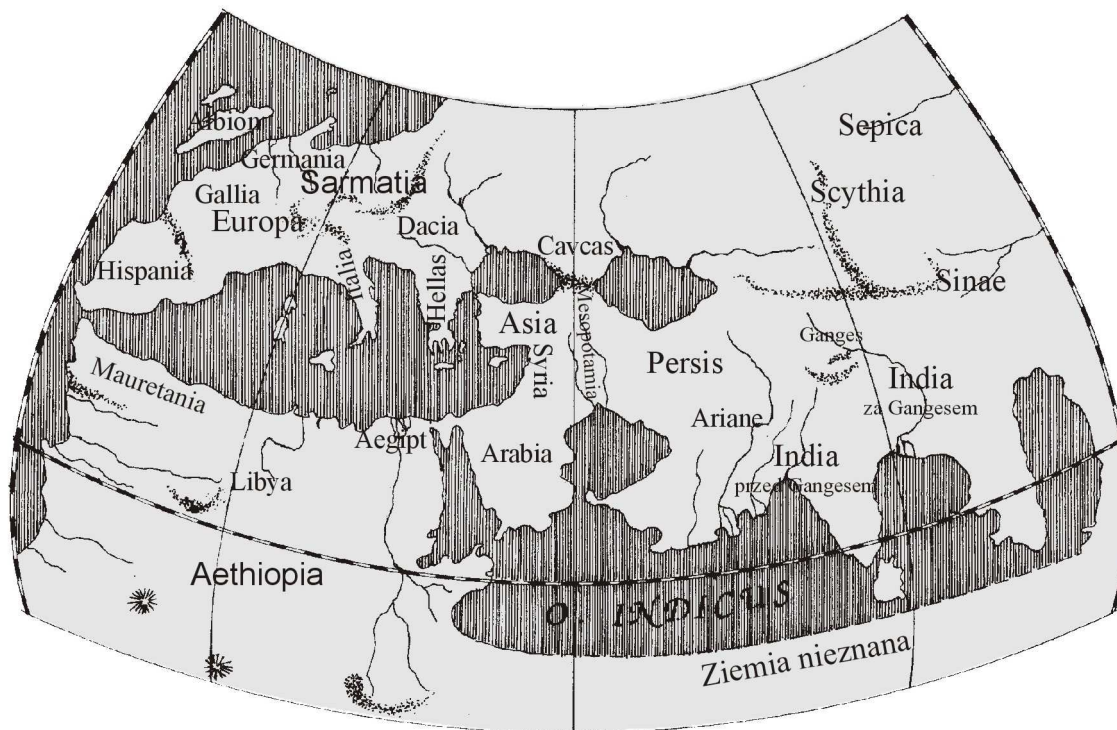 Albion
Sepica
Germania
Sarmatia
Scythia
Gallia
Europa
Dacia
Cavcas
Hispania
Italia
Hellas
Sinae
Mesopotamia
Asia
Syria
Ganges
Persis
Mauretania
India
za Gangesem
Ariane
Aegipt
Arabia
India
przed Gangesem
Libya
Aethiopia
O. INDICUS
Ziemia nieznana